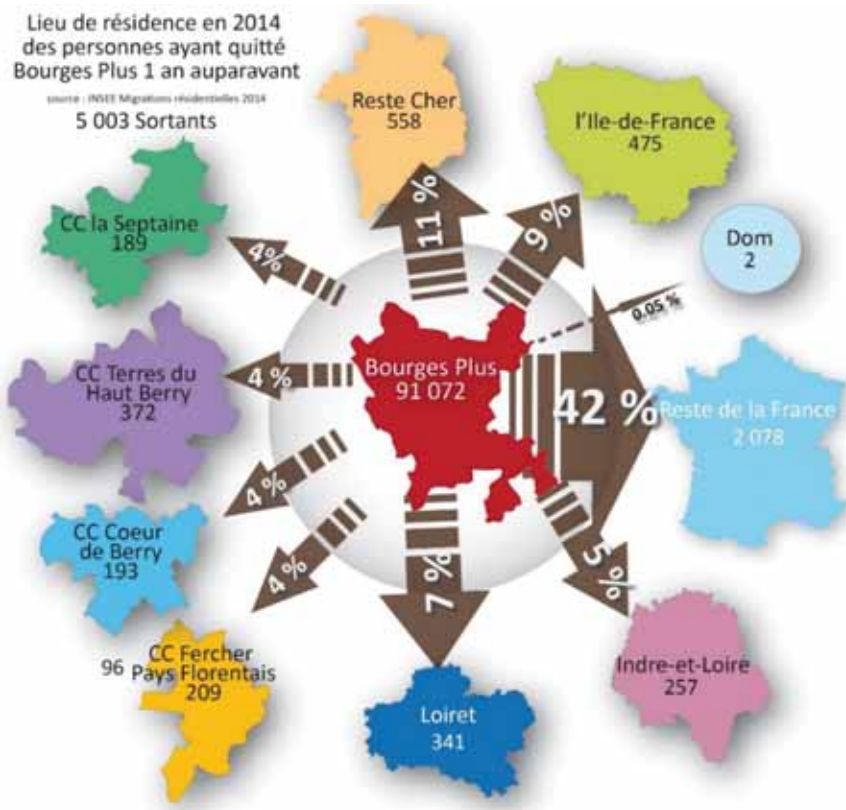 Lieu de résidence en 2014
des personnes ayant quitté
Bourges Plus 1 an auparavant
source : INSEE Migrations résidentielles 2014
5 003 Sortants
Reste Cher
558
l'Ile-de-France
475
CC la Septaine
189
Dom
2
11 %
9 %
4%
0.05 %
CC Terres du
Haut Berry
372
4 %
Bourges Plus
91 072
42 %
Reste de la France
2 078
4 %
CC Coeur
de Berry
193
4 %
7 %
5 %
96
CC Fercher
Pays Florentais
209
Loiret
341
Indre-et-Loire
257